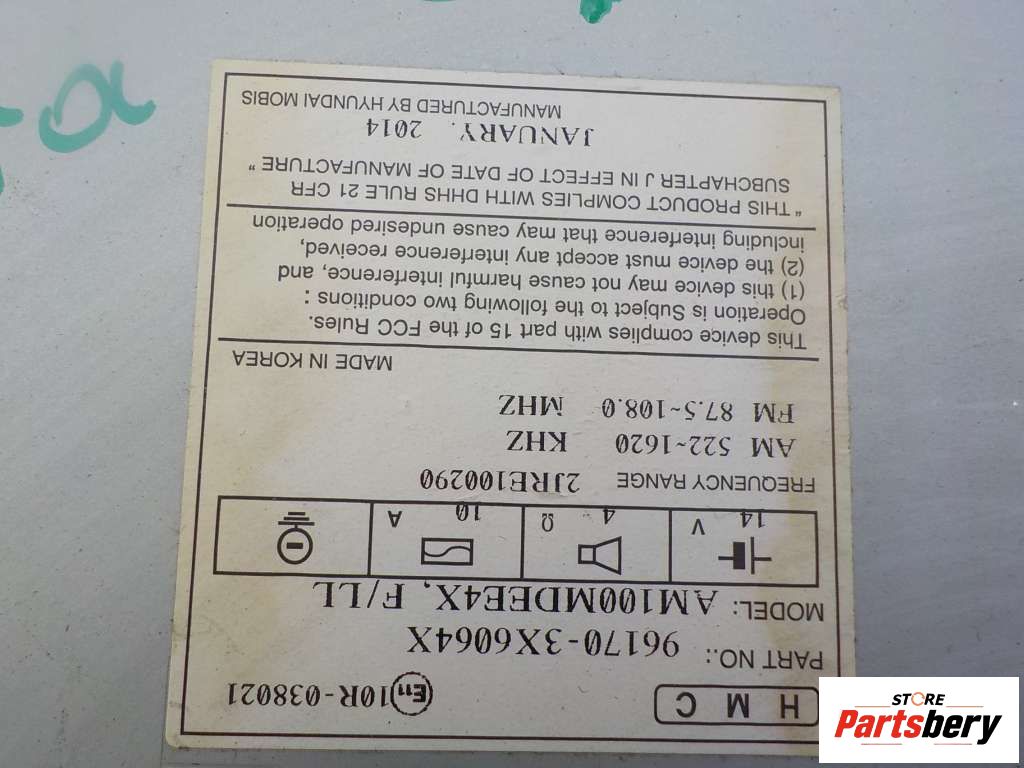 H M C
E11 10R-038021
PART NO.: 96170-3X6064X
MODEL: AM100MDEE4X, F/LL
14 V
4 Ω
10 A
FREQUENCY RANGE 2JRE100290
AM 522~1620 KHZ
FM 87.5~108.0 MHZ
MADE IN KOREA
This device complies with part 15 of the FCC Rules.
Operation is Subject to the following two conditions :
(1) this device may not cause harmful interference, and
(2) the device must accept any interference received,
including interference that may cause undesired operation
" THIS PRODUCT COMPLIES WITH DHHS RULE 21 CFR
SUBCHAPTER J IN EFFECT OF DATE OF MANUFACTURE "
JANUARY. 2014
MANUFACTURED BY HYUNDAI MOBIS
STORE
Partsbery